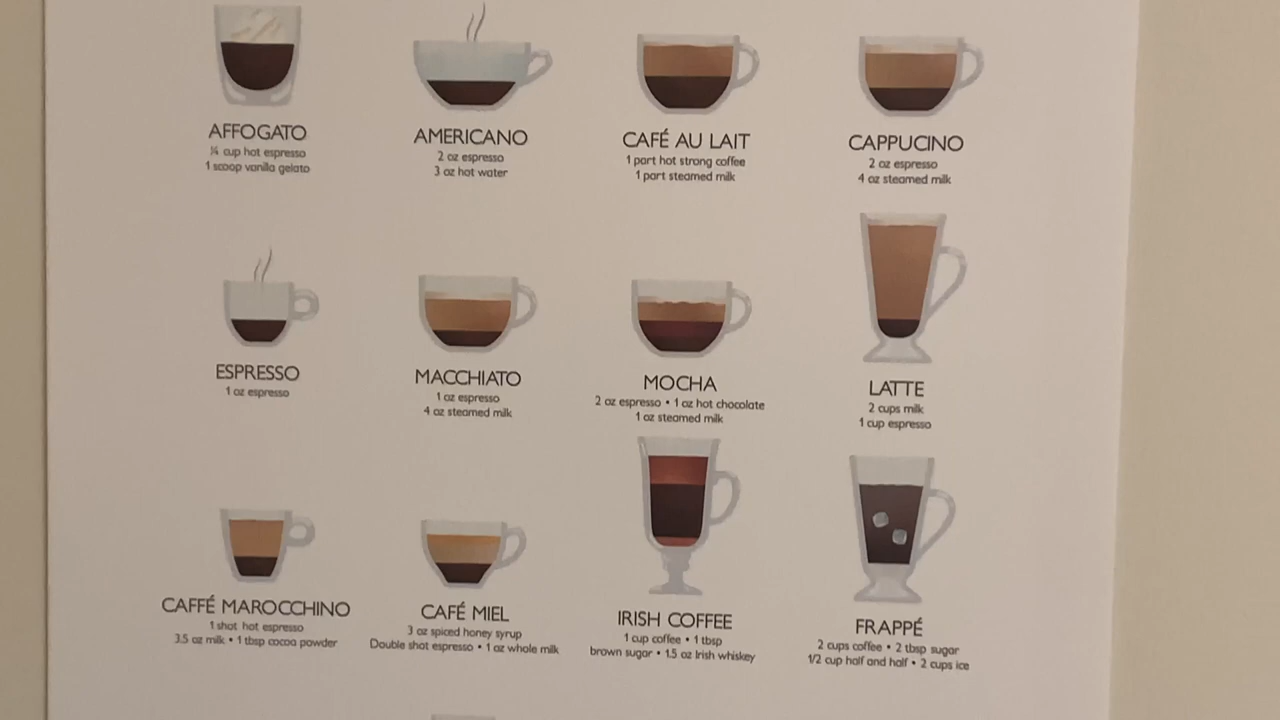 AFFOGATO
¼ cup hot espresso
1 scoop vanilla gelato
AMERICANO
2 oz espresso
3 oz hot water
CAFÉ AU LAIT
1 part hot strong coffee
1 part steamed milk
CAPPUCINO
2 oz espresso
4 oz steamed milk
ESPRESSO
1 oz espresso
MACCHIATO
1 oz espresso
4 oz steamed milk
MOCHA
2 oz espresso • 1 oz hot chocolate
1 oz steamed milk
LATTE
2 cups milk
1 cup espresso
CAFFÉ MAROCCHINO
1 shot hot espresso
3.5 oz milk • 1 tbsp cocoa powder
CAFÉ MIEL
3 oz spiced honey syrup
Double shot espresso • 1 oz whole milk
IRISH COFFEE
1 cup coffee • 1 tbsp
brown sugar • 1.5 oz Irish whiskey
FRAPPÉ
2 cups coffee • 2 tbsp sugar
1/2 cup half and half • 2 cups ice